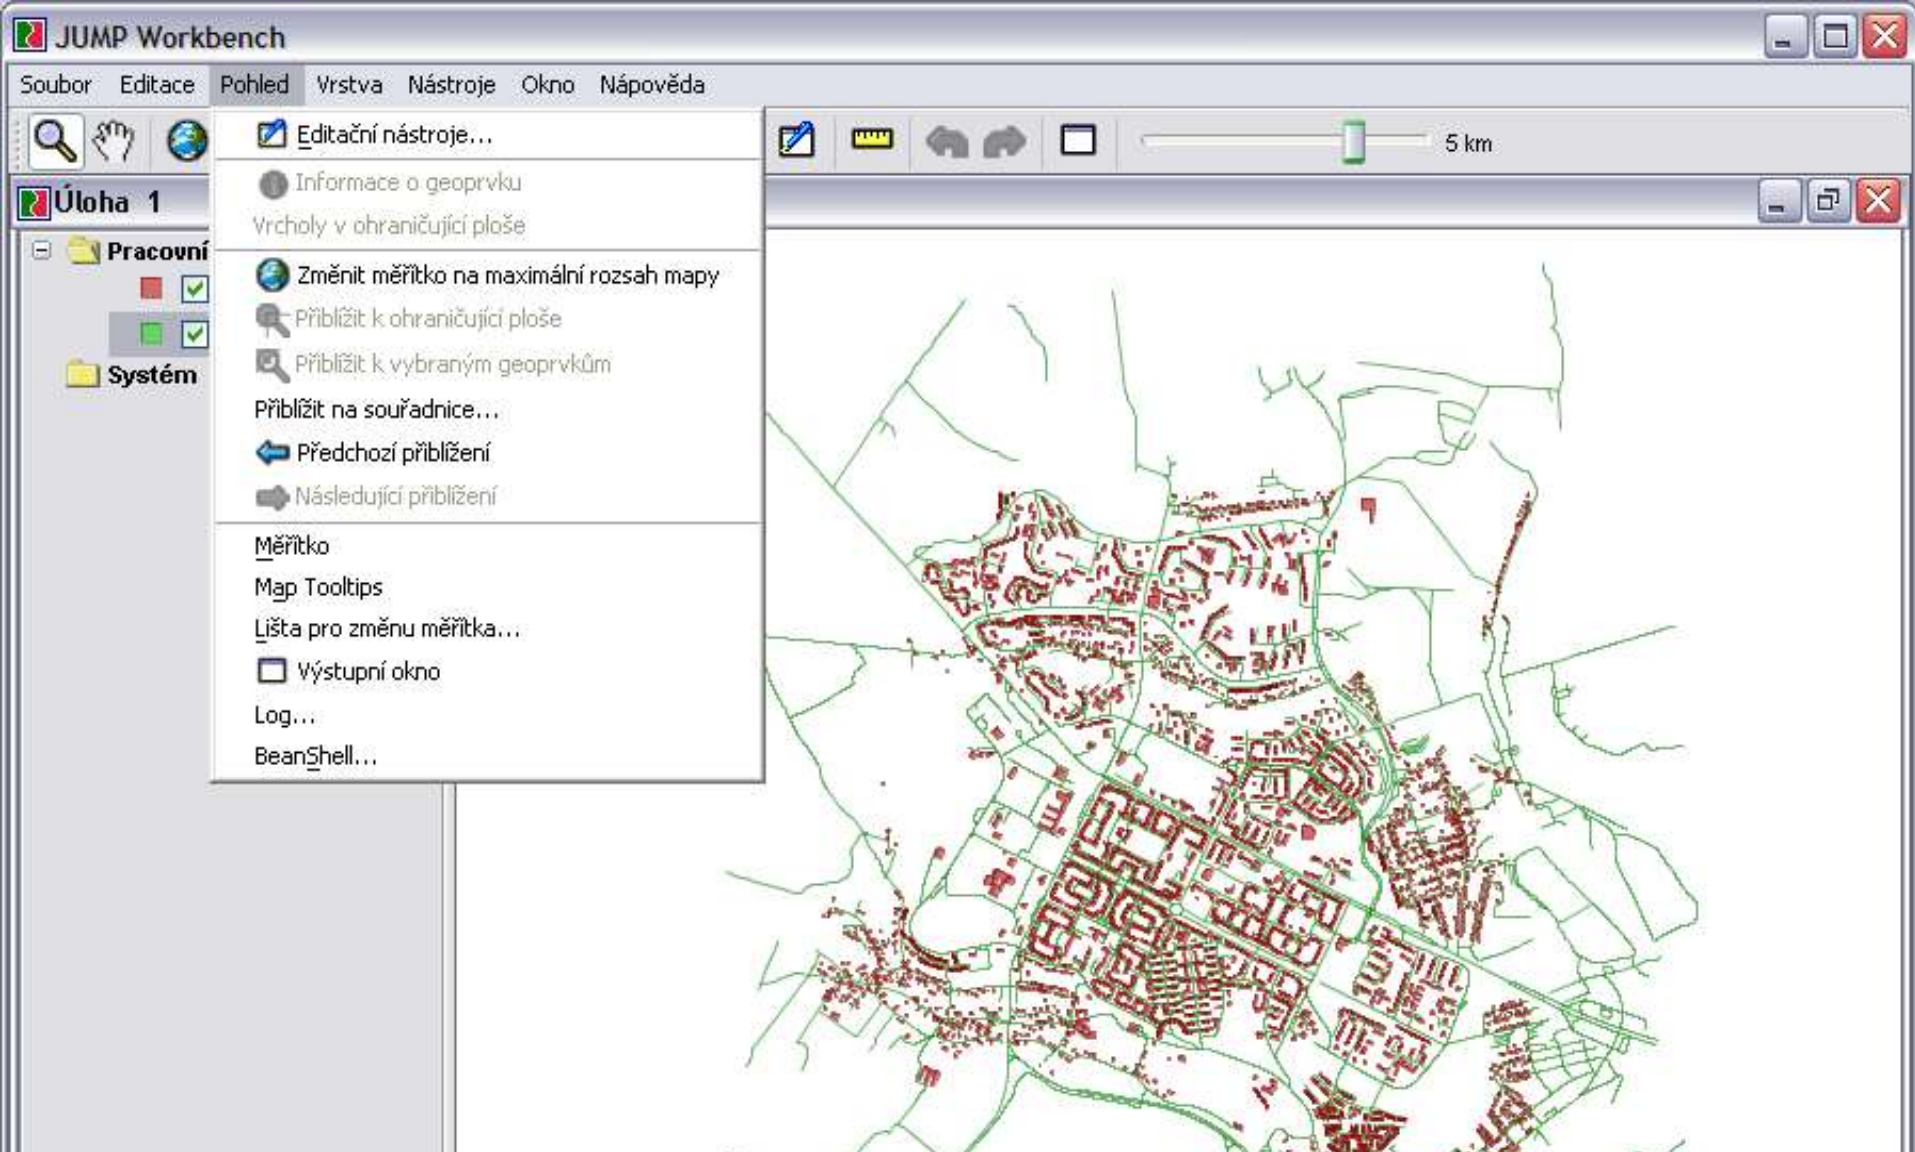 JUMP Workbench
Soubor Editace Pohled Vrstva Nástroje Okno Nápověda
5 km
Úloha 1
Pracovní
Systém
Editační nástroje...
Informace o geoprvku
Vrcholy v ohraničující ploše
Změnit měřítko na maximální rozsah mapy
Přiblížit k ohraničující ploše
Přiblížit k vybraným geoprvkům
Přiblížit na souřadnice...
Předchozí přiblížení
Následující přiblížení
Měřítko
Map Tooltips
Lišta pro změnu měřítka...
Výstupní okno
Log...
BeanShell...